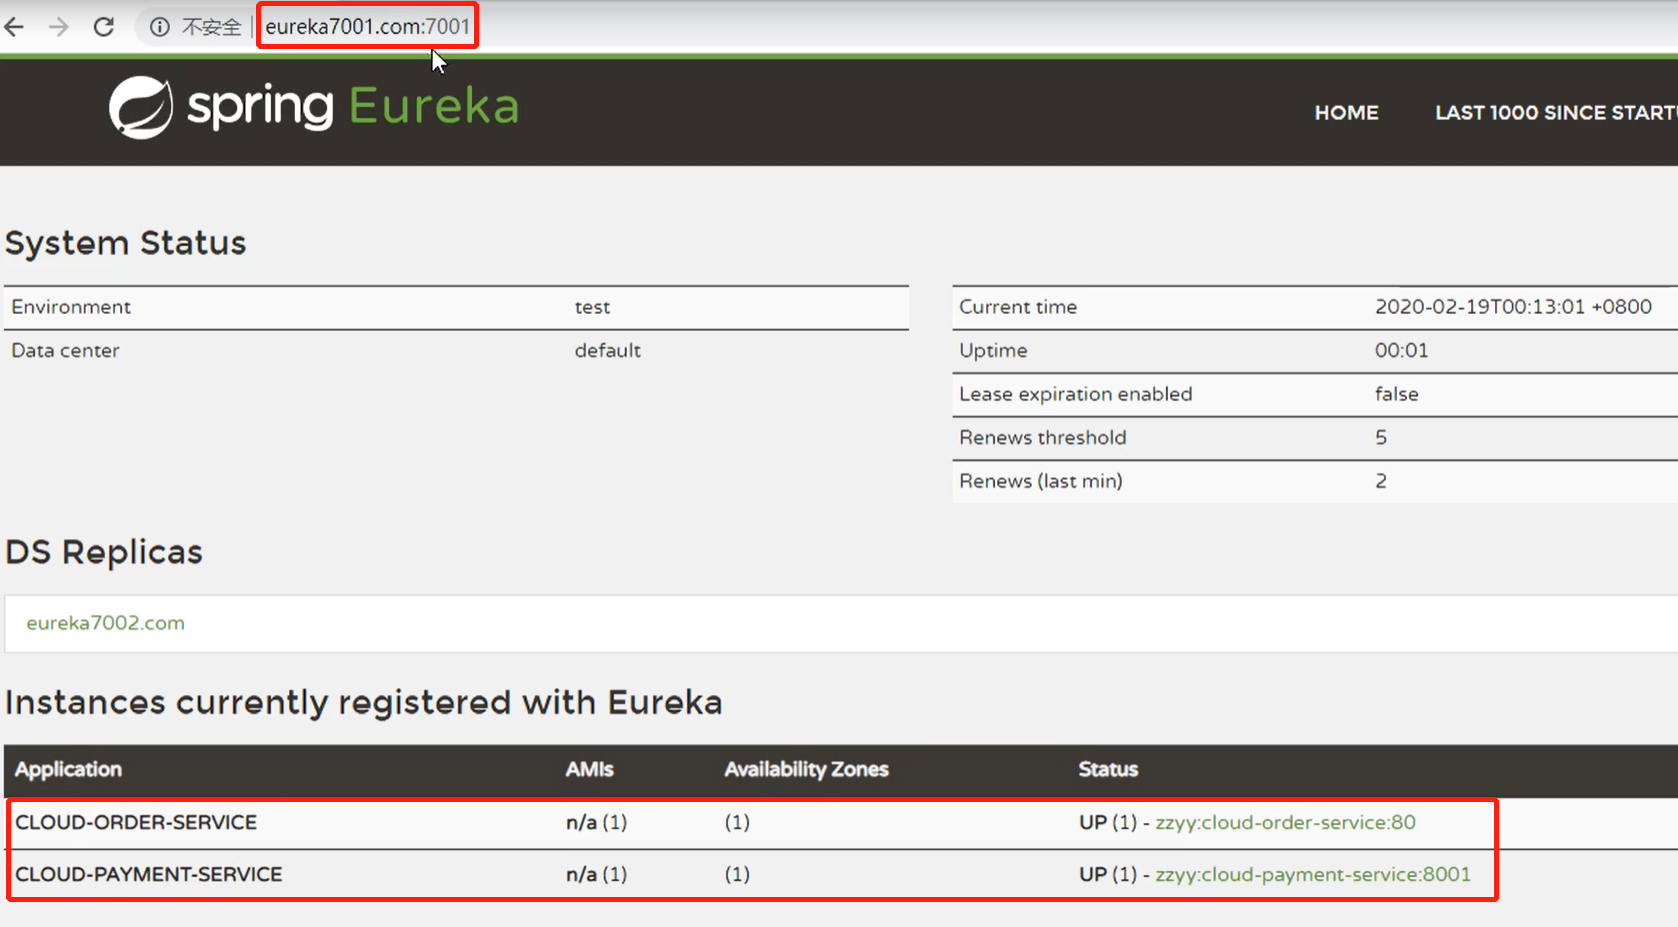 不安全 eureka7001.com:7001
spring Eureka
HOME LAST 1000 SINCE START
System Status
Environment test
Data center default
Current time 2020-02-19T00:13:01 +0800
Uptime 00:01
Lease expiration enabled false
Renews threshold 5
Renews (last min) 2
DS Replicas
eureka7002.com
Instances currently registered with Eureka
Application AMIs Availability Zones Status
CLOUD-ORDER-SERVICE n/a (1) (1) UP (1) - zzyy:cloud-order-service:80
CLOUD-PAYMENT-SERVICE n/a (1) (1) UP (1) - zzyy:cloud-payment-service:8001